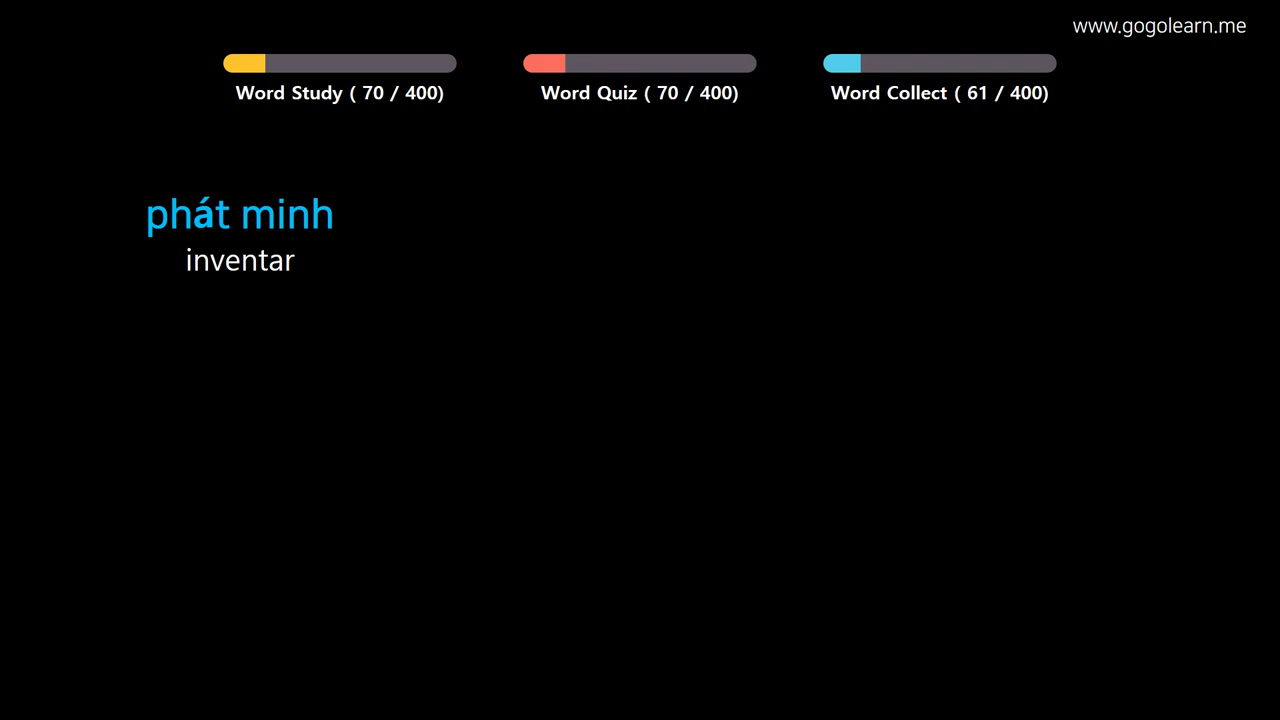 www.gogolearn.me
Word Study ( 70 / 400)
Word Quiz ( 70 / 400)
Word Collect ( 61 / 400)
phát minh
inventar